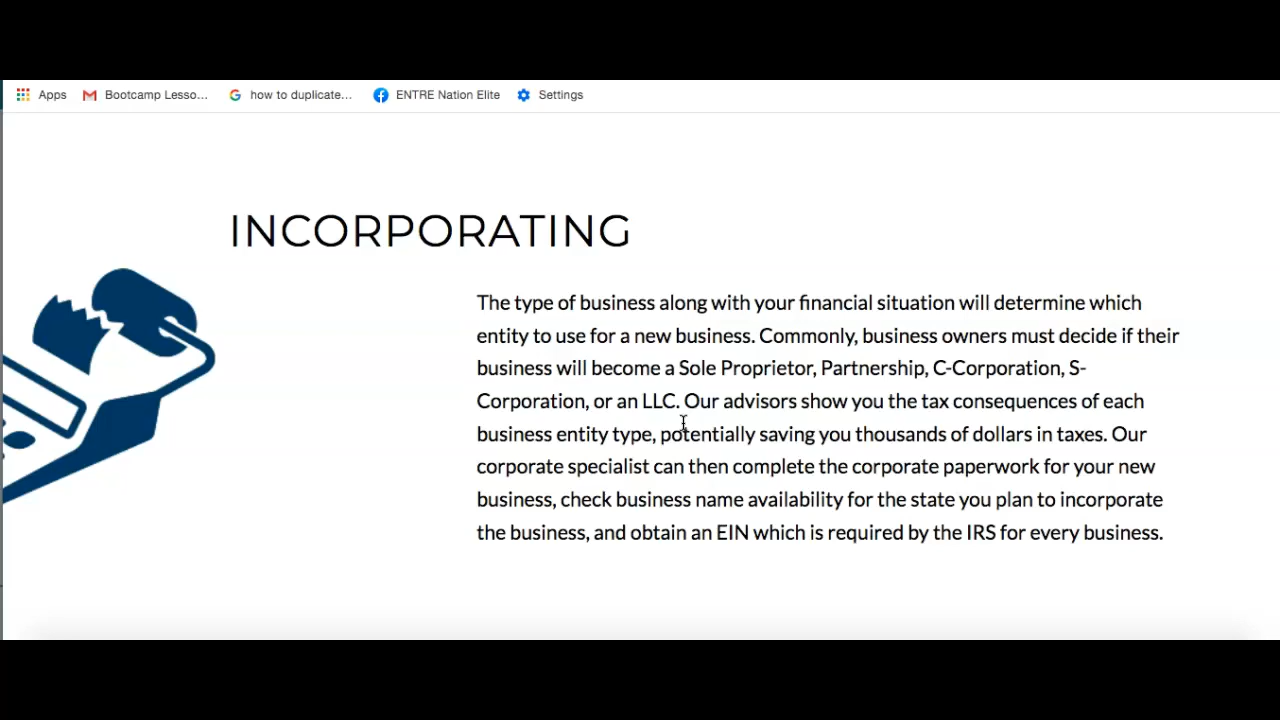 Apps Bootcamp Lesso... how to duplicate... ENTRE Nation Elite Settings
INCORPORATING
The type of business along with your financial situation will determine which
entity to use for a new business. Commonly, business owners must decide if their
business will become a Sole Proprietor, Partnership, C-Corporation, S-
Corporation, or an LLC. Our advisors show you the tax consequences of each
business entity type, potentially saving you thousands of dollars in taxes. Our
corporate specialist can then complete the corporate paperwork for your new
business, check business name availability for the state you plan to incorporate
the business, and obtain an EIN which is required by the IRS for every business.